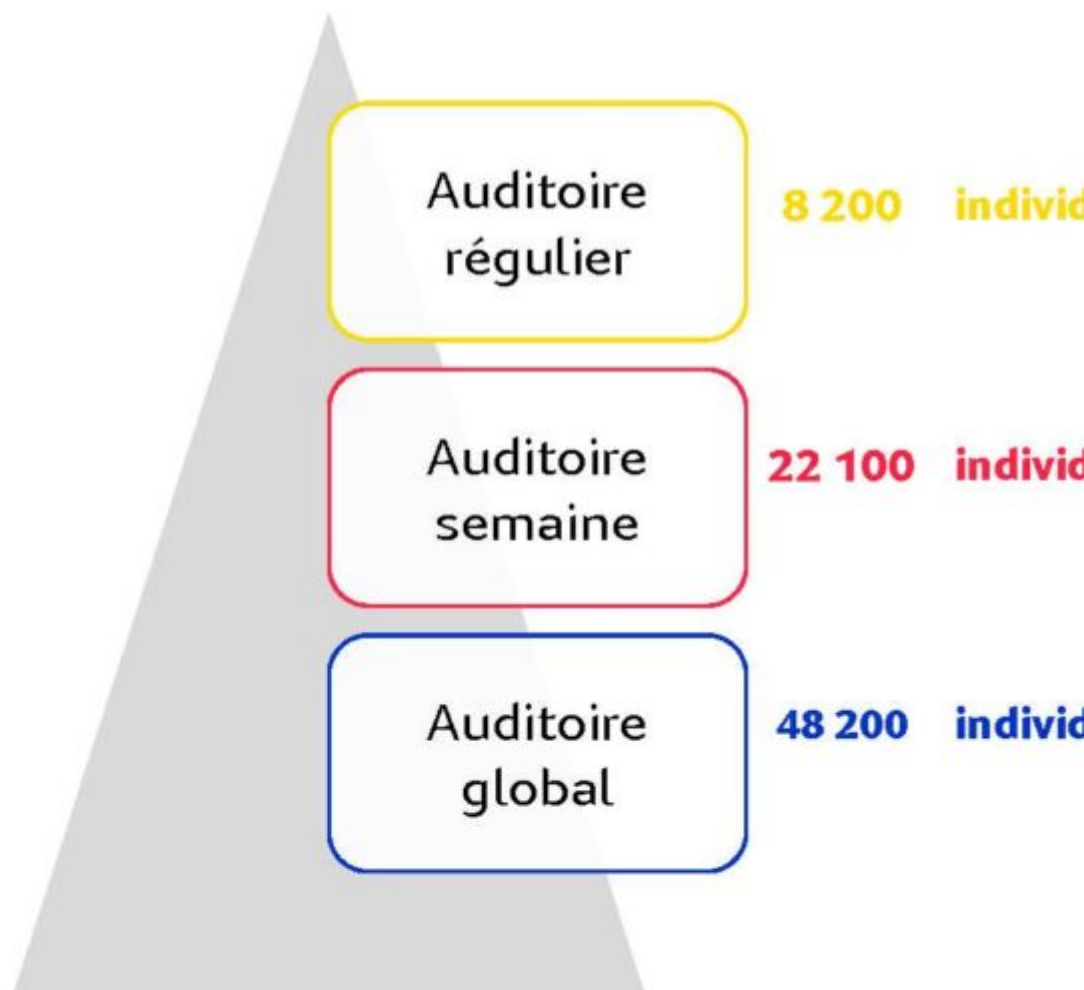 Auditoire
régulier
8 200 individ
Auditoire
semaine
22 100 individ
Auditoire
global
48 200 individ